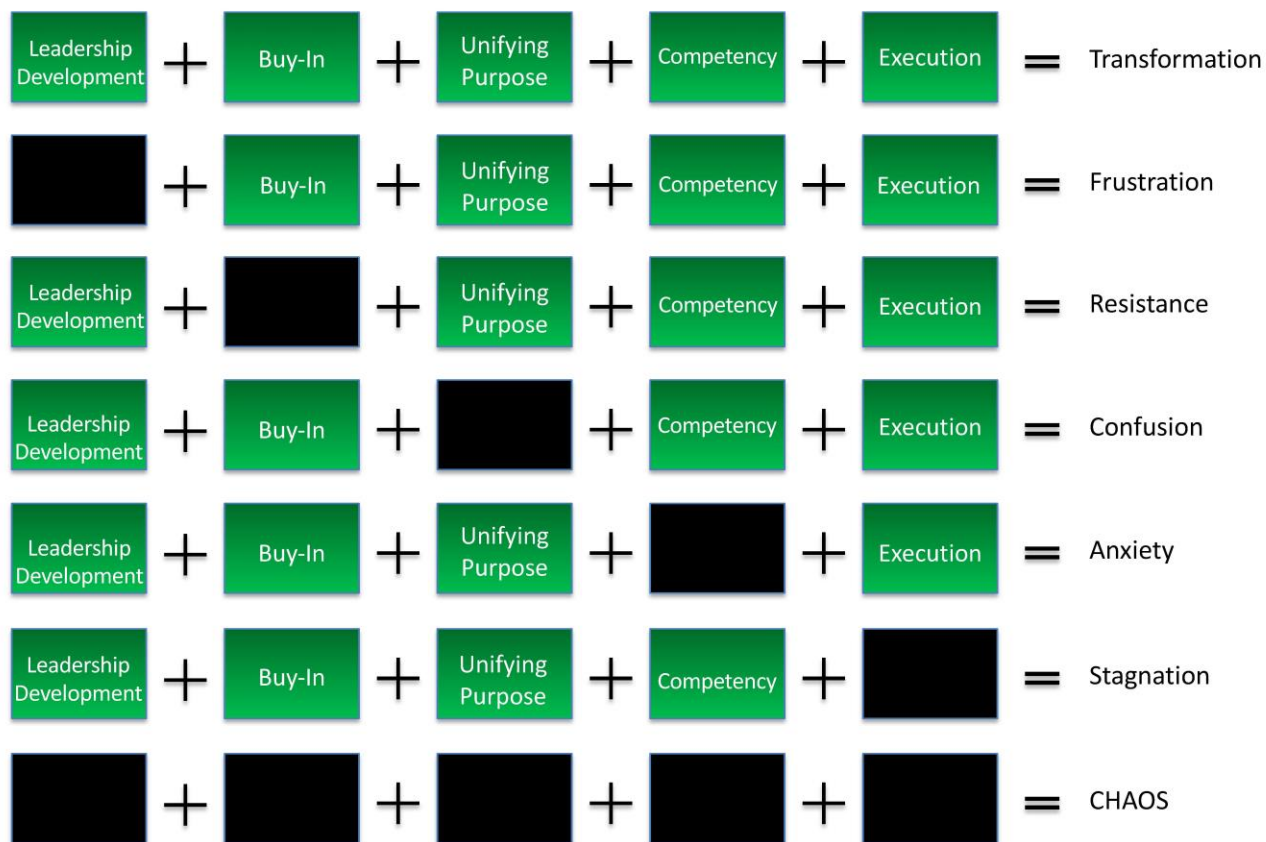 Leadership Development + Buy-In + Unifying Purpose + Competency + Execution = Transformation
+ Buy-In + Unifying Purpose + Competency + Execution = Frustration
Leadership Development + + Unifying Purpose + Competency + Execution = Resistance
Leadership Development + Buy-In + + Competency + Execution = Confusion
Leadership Development + Buy-In + Unifying Purpose + + Execution = Anxiety
Leadership Development + Buy-In + Unifying Purpose + Competency + = Stagnation
+ + + + = CHAOS